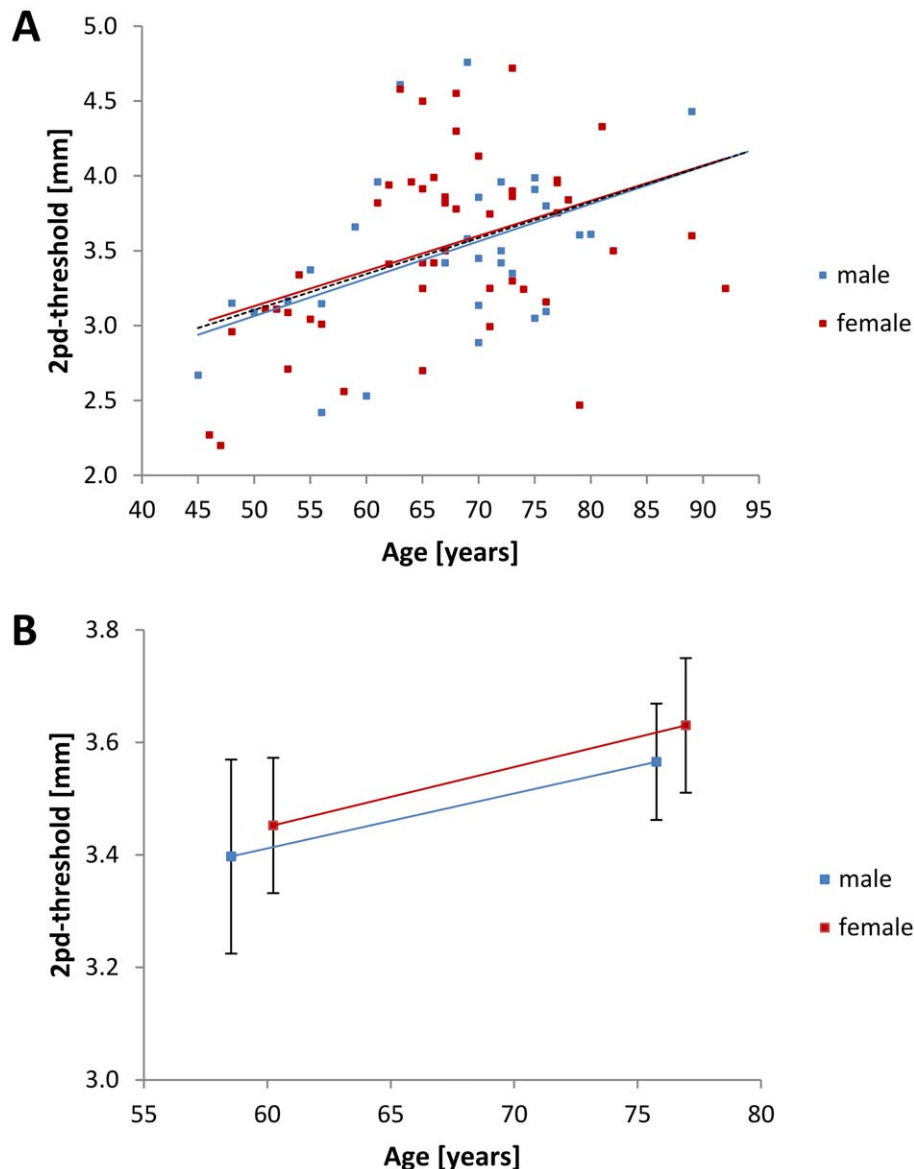 A
5.0
4.5
4.0
3.5
3.0
2.5
2.0
2pd-threshold [mm]
male
female
40 45 50 55 60 65 70 75 80 85 90 95
Age [years]
B
3.8
3.6
3.4
3.2
3.0
2pd-threshold [mm]
male
female
55 60 65 70 75 80
Age [years]